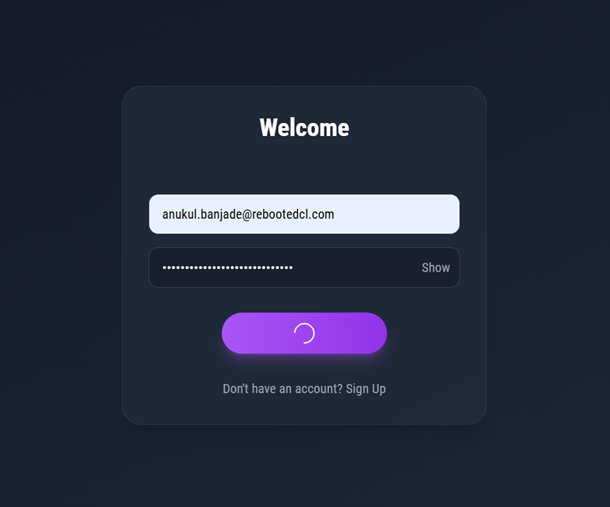 Welcome
anukul.banjade@rebootedcl.com
•••••••••••••••••••••••••••••
Show
Don't have an account? Sign Up